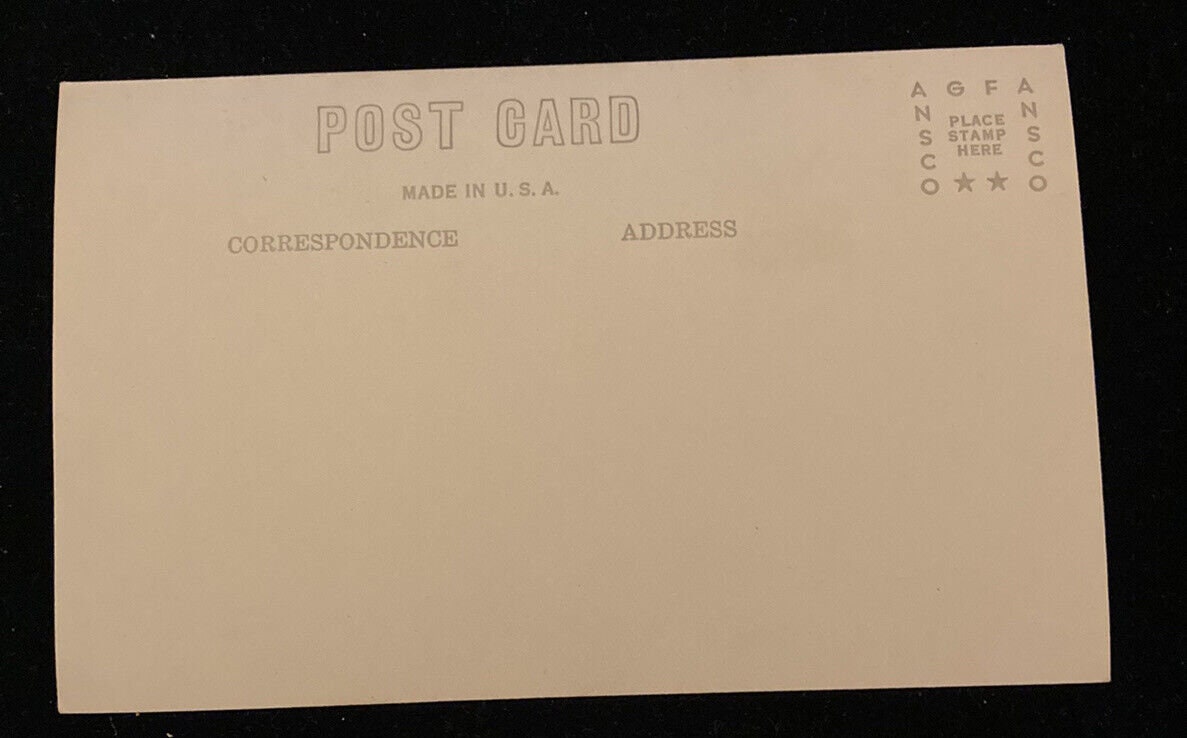 POST CARD
MADE IN U. S. A.
CORRESPONDENCE
ADDRESS
AGFA
ANSCO
ANSCO
PLACE
STAMP
HERE
★★